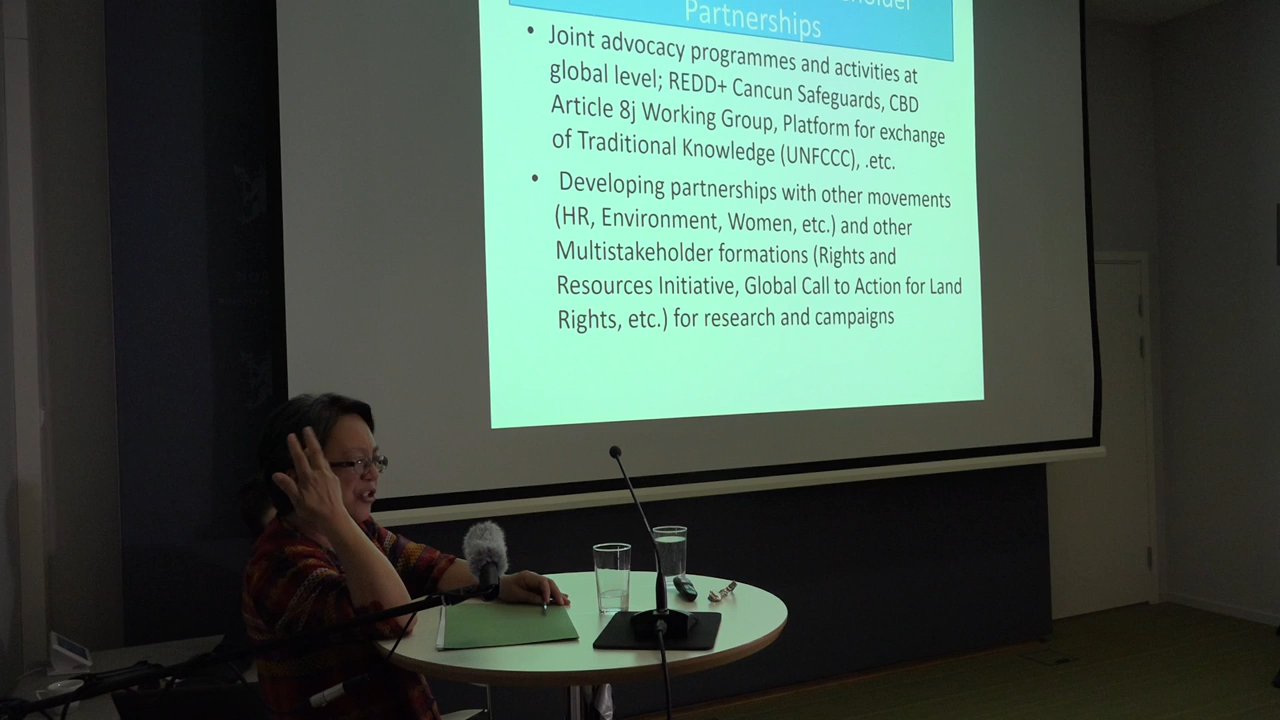 Partnerships
• Joint advocacy programmes and activities at
global level; REDD+ Cancun Safeguards, CBD
Article 8j Working Group, Platform for exchange
of Traditional Knowledge (UNFCCC), .etc.
• Developing partnerships with other movements
(HR, Environment, Women, etc.) and other
Multistakeholder formations (Rights and
Resources Initiative, Global Call to Action for Land
Rights, etc.) for research and campaigns